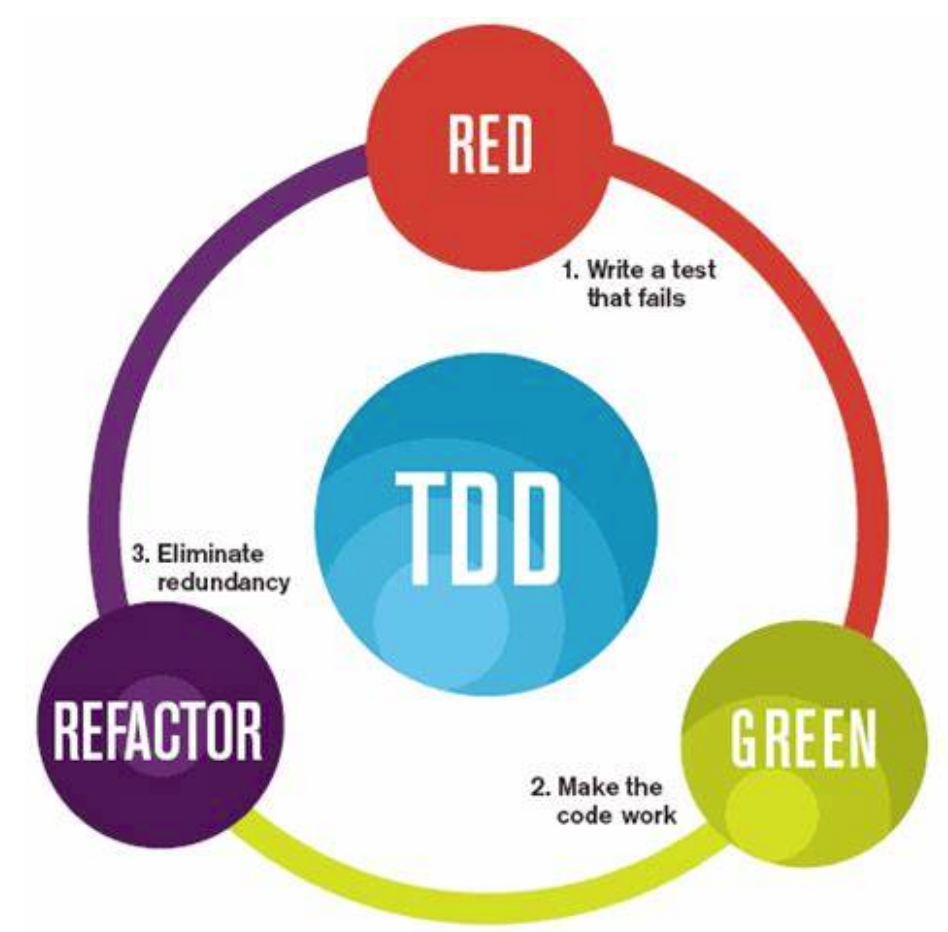 RED
1. Write a test
that fails
TDD
3. Eliminate
redundancy
REFACTOR
GREEN
2. Make the
code work